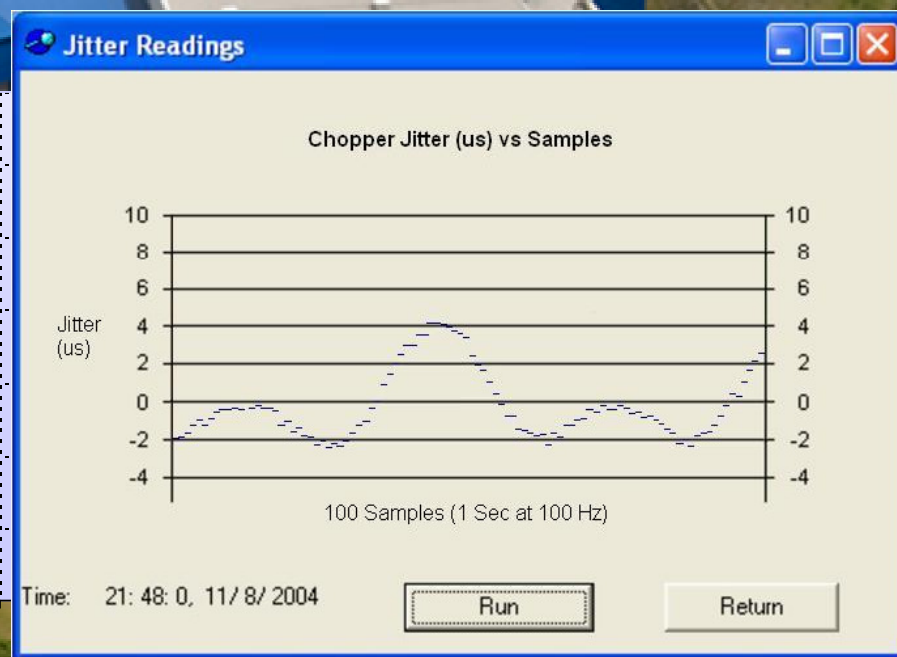 Jitter Readings
Chopper Jitter (us) vs Samples
10 10
8 8
6 6
Jitter
(us)
4 4
2 2
0 0
-2 -2
-4 -4
100 Samples (1 Sec at 100 Hz)
Time: 21: 48: 0, 11/ 8/ 2004
Run
Return